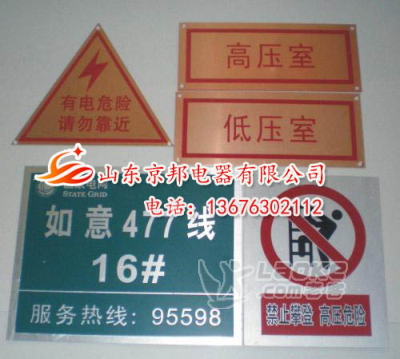 有电危险
请勿靠近
高压室
低压室
山东京邦电器有限公司
电话：13676302112
STATE GRID
如意477线
16#
服务热线：95598
禁止攀登 高压危险